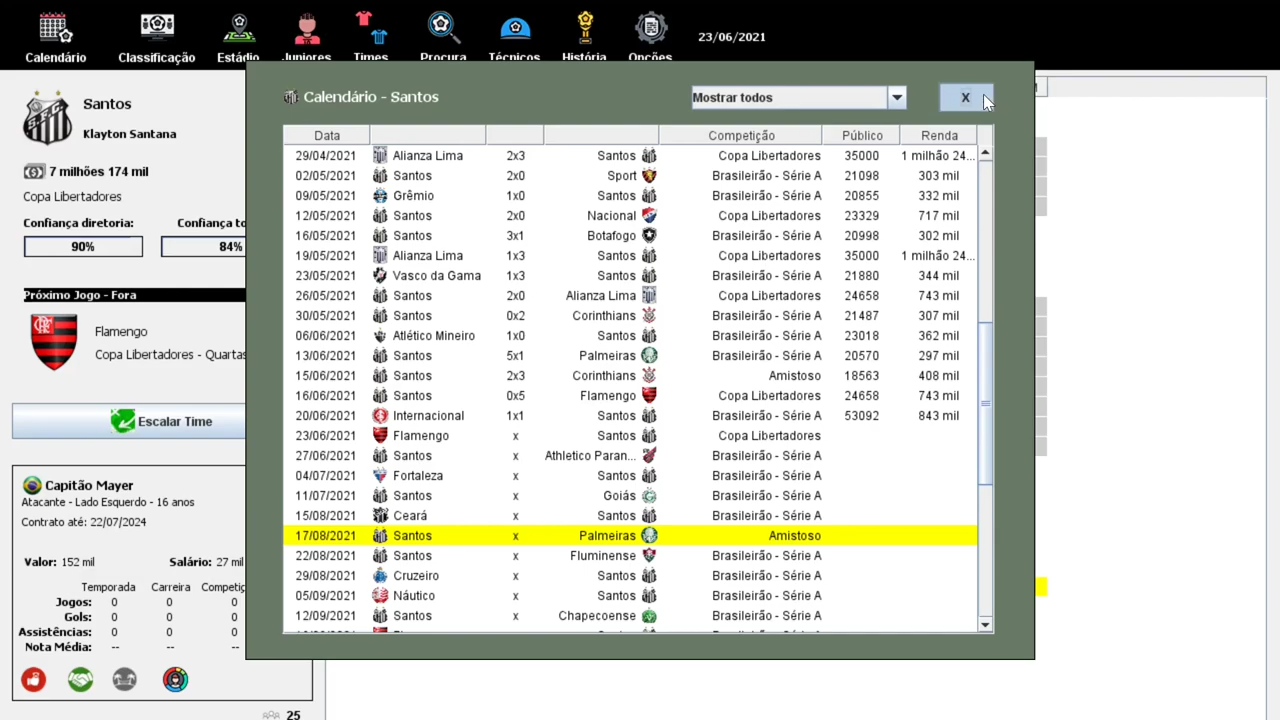 Calendário Classificação Estádio Juniores Times Procura Técnicos História Opções 23/06/2021
Santos
Klayton Santana
7 milhões 174 mil
Copa Libertadores
Confiança diretoria: Confiança to
90% 84%
Próximo Jogo - Fora
Flamengo
Copa Libertadores - Quartas
Escalar Time
Capitão Mayer
Atacante - Lado Esquerdo - 16 anos
Contrato até: 22/07/2024
Valor: 152 mil Salário: 27 mil
Temporada Carreira Competiç
Jogos: 0 0 0
Gols: 0 0 0
Assistências: 0 0 0
Nota Média: -- -- --
25
Calendário - Santos Mostrar todos X
Data Competição Público Renda
29/04/2021 Alianza Lima 2x3 Santos Copa Libertadores 35000 1 milhão 24...
02/05/2021 Santos 2x0 Sport Brasileirão - Série A 21098 303 mil
09/05/2021 Grêmio 1x0 Santos Brasileirão - Série A 20855 332 mil
12/05/2021 Santos 2x0 Nacional Copa Libertadores 23329 717 mil
16/05/2021 Santos 3x1 Botafogo Brasileirão - Série A 20998 302 mil
19/05/2021 Alianza Lima 1x3 Santos Copa Libertadores 35000 1 milhão 24...
23/05/2021 Vasco da Gama 1x3 Santos Brasileirão - Série A 21880 344 mil
26/05/2021 Santos 2x0 Alianza Lima Copa Libertadores 24658 743 mil
30/05/2021 Santos 0x2 Corinthians Brasileirão - Série A 21487 307 mil
06/06/2021 Atlético Mineiro 1x0 Santos Brasileirão - Série A 23018 362 mil
13/06/2021 Santos 5x1 Palmeiras Brasileirão - Série A 20570 297 mil
15/06/2021 Santos 2x3 Corinthians Amistoso 18563 408 mil
16/06/2021 Santos 0x5 Flamengo Copa Libertadores 24658 743 mil
20/06/2021 Internacional 1x1 Santos Brasileirão - Série A 53092 843 mil
23/06/2021 Flamengo x Santos Copa Libertadores
27/06/2021 Santos x Athletico Paran... Brasileirão - Série A
04/07/2021 Fortaleza x Santos Brasileirão - Série A
11/07/2021 Santos x Goiás Brasileirão - Série A
15/08/2021 Ceará x Santos Brasileirão - Série A
17/08/2021 Santos x Palmeiras Amistoso
22/08/2021 Santos x Fluminense Brasileirão - Série A
29/08/2021 Cruzeiro x Santos Brasileirão - Série A
05/09/2021 Náutico x Santos Brasileirão - Série A
12/09/2021 Santos x Chapecoense Brasileirão - Série A